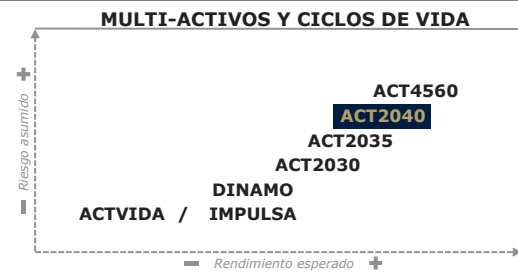 MULTI-ACTIVOS Y CICLOS DE VIDA
Riesgo asumido
ACT4560
ACT2040
ACT2035
ACT2030
DINAMO
ACTVIDA / IMPULSA
Rendimiento esperado